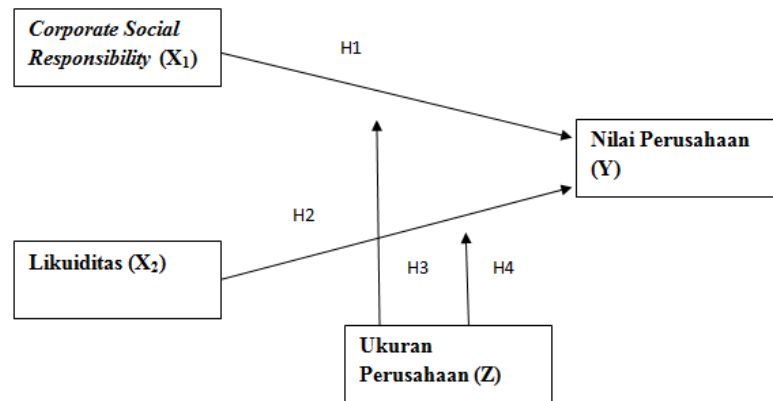 Corporate Social
Responsibility (X₁)
H1
Nilai Perusahaan
(Y)
H2
Likuiditas (X₂)
H3
H4
Ukuran
Perusahaan (Z)